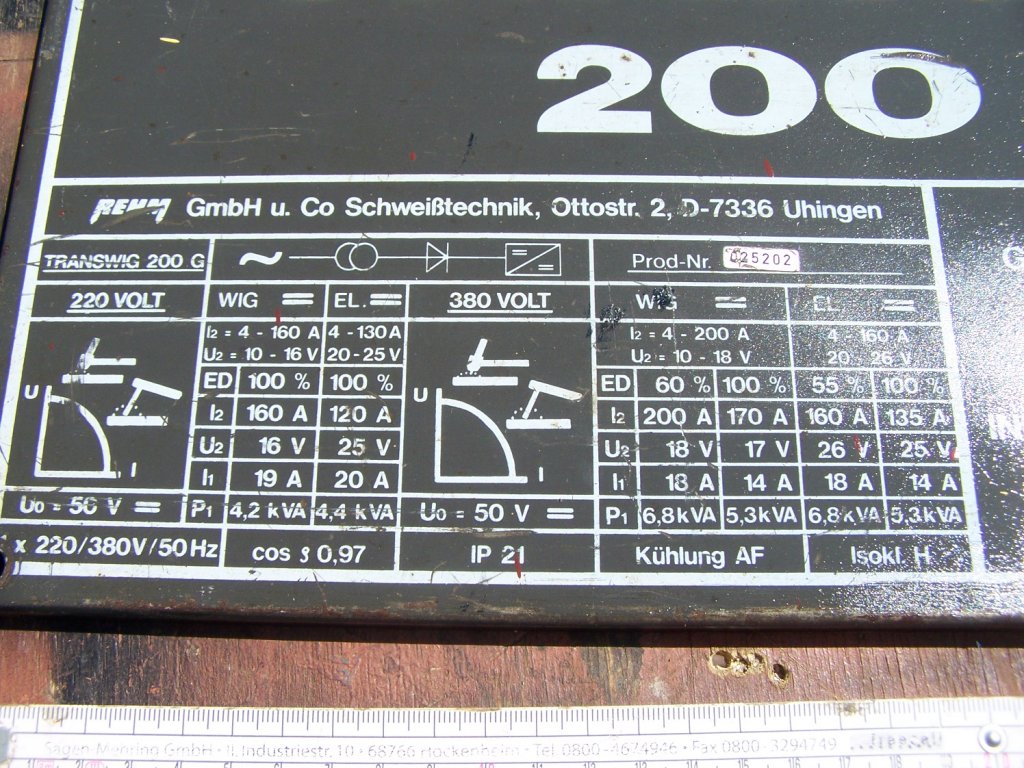 200
REHM GmbH u. Co Schweißtechnik, Ottostr. 2, D-7336 Uhingen
TRANSWIG 200 G
Prod-Nr. 025202
220 VOLT WIG EL. 380 VOLT WIG EL.
I2 = 4 - 160 A 4 - 130 A I2 = 4 - 200 A 4 - 160 A
U2 = 10 - 16 V 20 - 25 V U2 = 10 - 18 V 20 26 V
ED 100 % 100 % ED 60 % 100 % 55 % 100 %
U U
I2 160 A 120 A I2 200 A 170 A 160 A 135 A
U2 16 V 25 V U2 18 V 17 V 26 V 25 V
I I1 19 A 20 A I I1 18 A 14 A 18 A 14 A
U0 = 50 V P1 4,2 kVA 4,4 kVA U0 = 50 V P1 6,8 kVA 5,3 kVA 6,8 kVA 5,3 kVA
1 x 220/380V/50Hz cos ϑ 0,97 IP 21 Kühlung AF Isokl H
GmbH · Industriestr. 10 · 68766 Hockenheim · Tel 0800-4674946 · Fax 0800-3294749